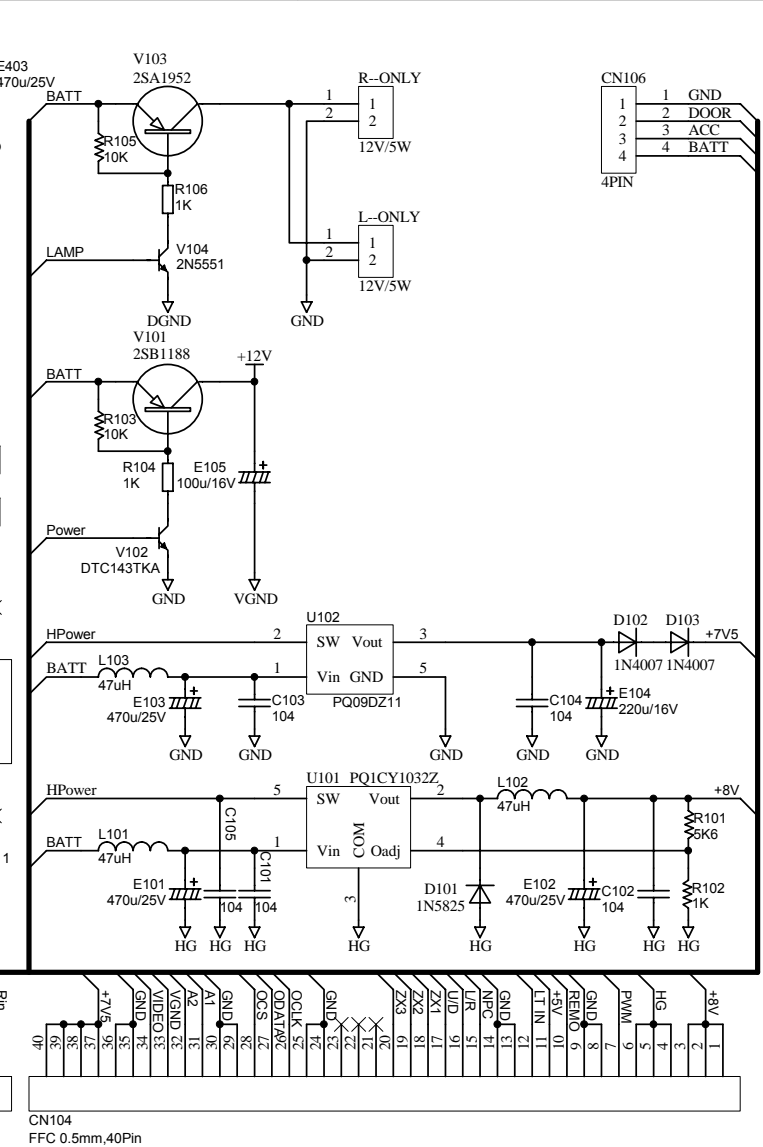 E403
470u/25V
V103
2SA1952
BATT
R105
10K
R106
1K
LAMP
V104
2N5551
DGND
R--ONLY
1
2
1
2
12V/5W
L--ONLY
1
2
1
2
12V/5W
GND
CN106
1
2
3
4
1 GND
2 DOOR
3 ACC
4 BATT
4PIN
V101
2SB1188
+12V
BATT
R103
10K
R104
1K
E105
100u/16V
+
Power
V102
DTC143TKA
GND
VGND
U102
HPower
2
SW Vout
3
D102
D103
+7V5
1N4007
1N4007
BATT
L103
47uH
1
Vin GND
5
PQ09DZ11
E103
470u/25V
+
C103
104
C104
104
+
E104
220u/16V
GND
GND
GND
GND
GND
U101 PQ1CY1032Z
HPower
5
SW Vout
2
L102
47uH
+8V
C105
R101
5K6
BATT
L101
47uH
C101
1
Vin
COM
Oadj
4
3
E101
470u/25V
+
104
104
D101
1N5825
E102
470u/25V
+
C102
104
R102
1K
HG
HG
HG
HG
HG
HG
HG
HG
1
+7V5
GND
VIDEO
VGND
A2
A1
GND
OCS
ODATA
OCLK
GND
ZX3
ZX2
ZX1
U/D
L/R
NPC
GND
LT IN
+5V
REMO
GND
PWM
HG
+8V
40
39
38
37
36
35
34
33
32
31
30
29
28
27
26
25
24
23
22
21
20
19
18
17
16
15
14
13
12
11
10
9
8
7
6
5
4
3
2
1
CN104
FFC 0.5mm,40Pin